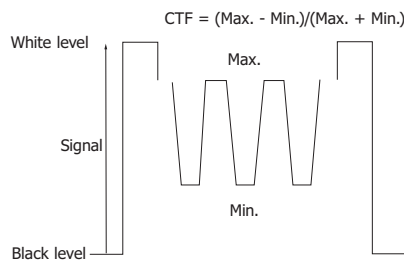 CTF = (Max. - Min.)/(Max. + Min.)
White level
Max.
Signal
Min.
Black level